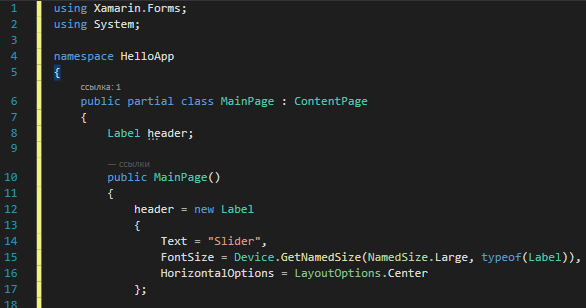 1 using Xamarin.Forms;
2 using System;
3
4 namespace HelloApp
5 {
ссылка: 1
6 public partial class MainPage : ContentPage
7 {
8 Label header;
9
— ссылки
10 public MainPage()
11 {
12 header = new Label
13 {
14 Text = "Slider",
15 FontSize = Device.GetNamedSize(NamedSize.Large, typeof(Label)),
16 HorizontalOptions = LayoutOptions.Center
17 };
18